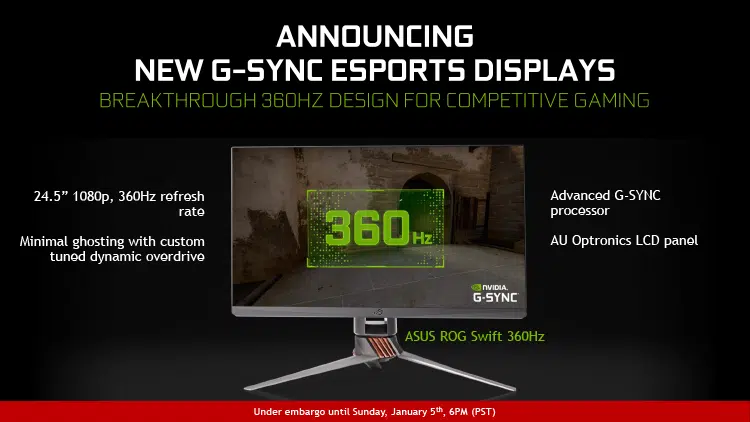 ANNOUNCING
NEW G-SYNC ESPORTS DISPLAYS
BREAKTHROUGH 360HZ DESIGN FOR COMPETITIVE GAMING
24.5” 1080p, 360Hz refresh
rate
Minimal ghosting with custom
tuned dynamic overdrive
360Hz
Advanced G-SYNC
processor
AU Optronics LCD panel
NVIDIA.
G-SYNC
ASUS ROG Swift 360Hz
Under embargo until Sunday, January 5th, 6PM (PST)